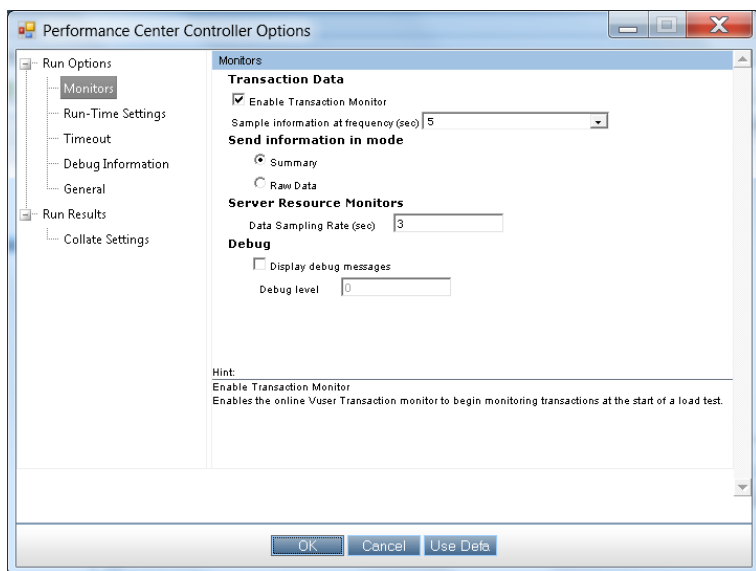 Performance Center Controller Options
Run Options
Monitors
Run-Time Settings
Timeout
Debug Information
General
Run Results
Collate Settings
Monitors
Transaction Data
Enable Transaction Monitor
Sample information at frequency (sec) 5
Send information in mode
Summary
Raw Data
Server Resource Monitors
Data Sampling Rate (sec) 3
Debug
Display debug messages
Debug level 0
Hint:
Enable Transaction Monitor
Enables the online Vuser Transaction monitor to begin monitoring transactions at the start of a load test.
OK Cancel Use Defa